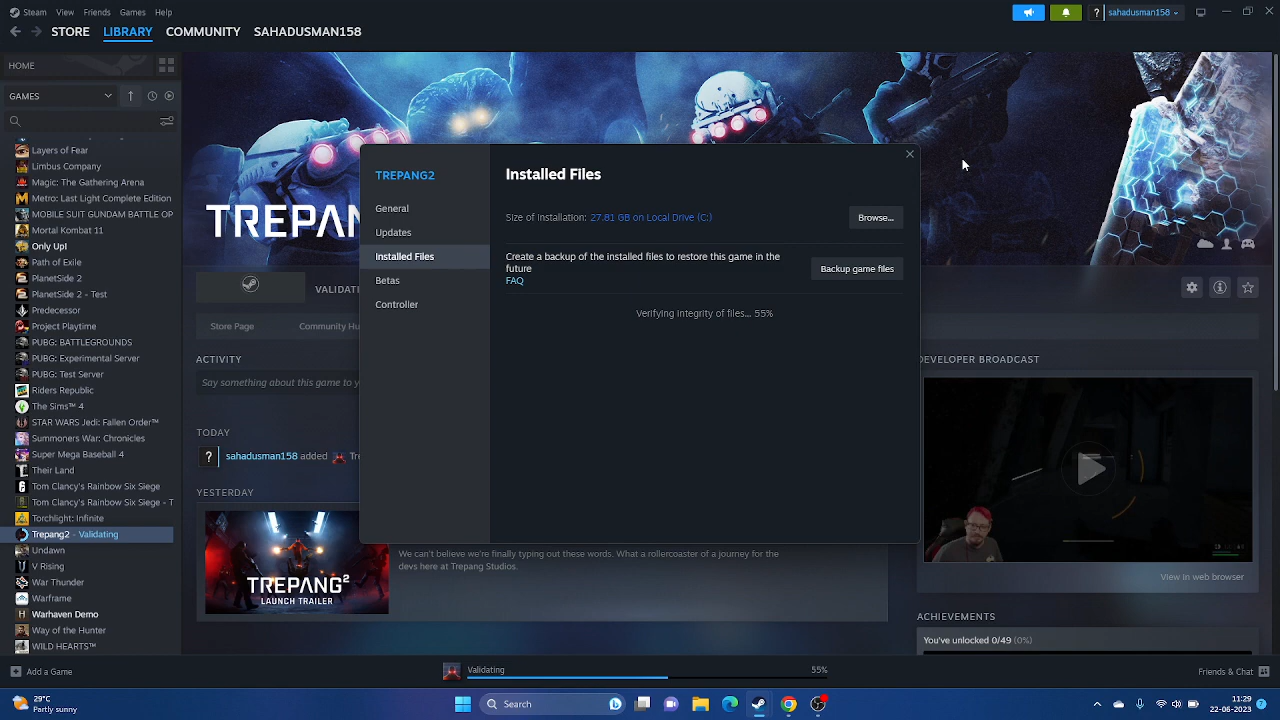 Steam View Friends Games Help
? sahadusman158
STORE LIBRARY COMMUNITY SAHADUSMAN158
HOME
GAMES
Layers of Fear
Limbus Company
Magic: The Gathering Arena
Metro: Last Light Complete Edition
MOBILE SUIT GUNDAM BATTLE OP
Mortal Kombat 11
Only Up!
Path of Exile
PlanetSide 2
PlanetSide 2 - Test
Predecessor
Project Playtime
PUBG: BATTLEGROUNDS
PUBG: Experimental Server
PUBG: Test Server
Riders Republic
The Sims™ 4
STAR WARS Jedi: Fallen Order™
Summoners War: Chronicles
Super Mega Baseball 4
Their Land
Tom Clancy's Rainbow Six Siege
Tom Clancy's Rainbow Six Siege - T
Torchlight: Infinite
Trepang2 - Validating
Undawn
V Rising
War Thunder
Warframe
Warhaven Demo
Way of the Hunter
WILD HEARTS™
Add a Game
TREPAN
VALIDAT
Store Page Community Hu
ACTIVITY
Say something about this game to y
TODAY
? sahadusman158 added Tre
YESTERDAY
TREPANG²
LAUNCH TRAILER
We can't believe we're finally typing out these words. What a rollercoaster of a journey for the
devs here at Trepang Studios.
TREPANG2
General
Updates
Installed Files
Betas
Controller
Installed Files
Size of Installation: 27.81 GB on Local Drive (C:)
Browse...
Create a backup of the installed files to restore this game in the
future
FAQ
Backup game files
Verifying integrity of files... 55%
DEVELOPER BROADCAST
View in web browser
ACHIEVEMENTS
You've unlocked 0/49 (0%)
Validating 55%
Friends & Chat
29°C
Partly sunny
Search
11:29
22-06-2023